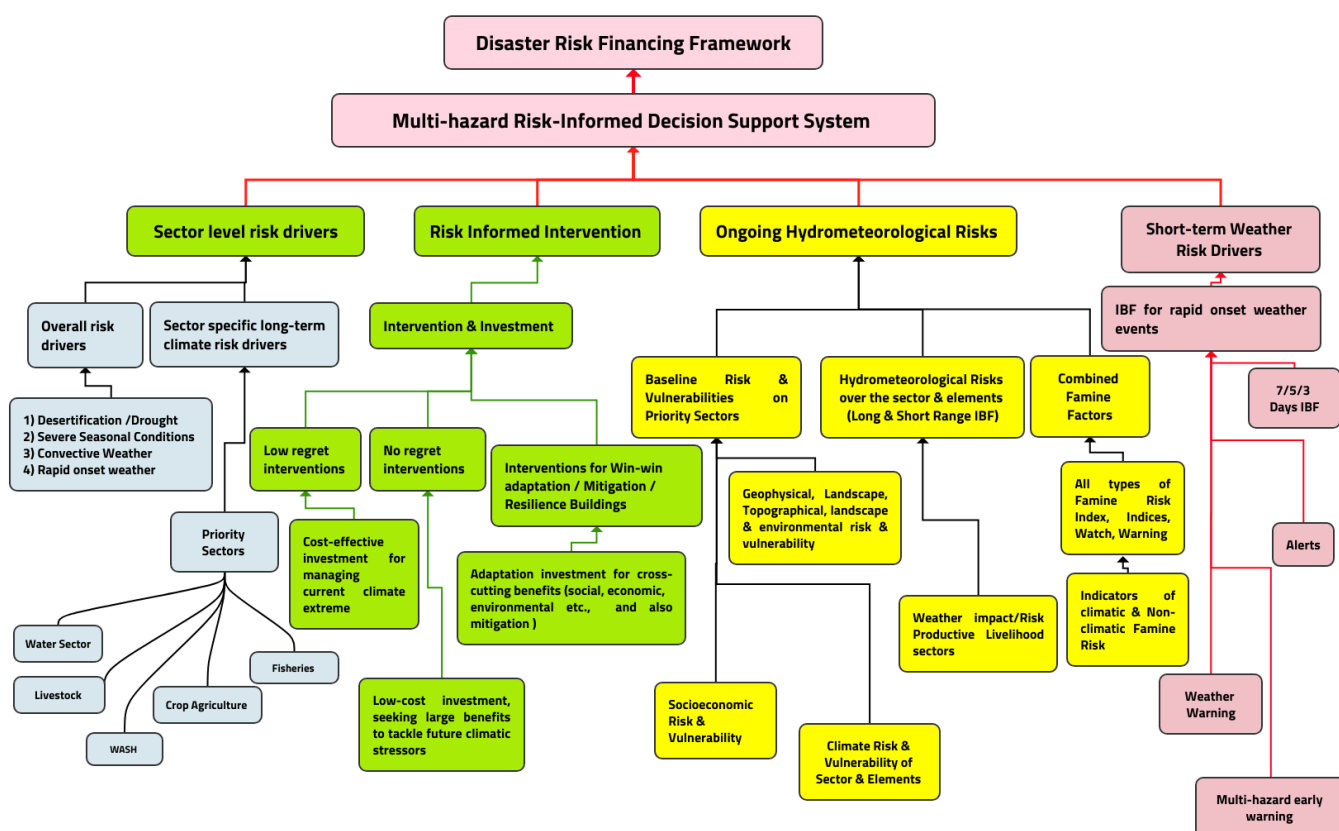 Disaster Risk Financing Framework
Multi-hazard Risk-Informed Decision Support System
Sector level risk drivers
Risk Informed Intervention
Ongoing Hydrometeorological Risks
Short-term Weather
Risk Drivers
Overall risk
drivers
Sector specific long-term
climate risk drivers
Intervention & Investment
IBF for rapid onset weather
events
1) Desertification /Drought
2) Severe Seasonal Conditions
3) Convective Weather
4) Rapid onset weather
Low regret
interventions
No regret
interventions
Interventions for Win-win
adaptation / Mitigation /
Resilience Buildings
Baseline Risk &
Vulnerabilities on
Priority Sectors
Hydrometeorological Risks
over the sector & elements
(Long & Short Range IBF)
Combined
Famine
Factors
7/5/3
Days IBF
Geophysical, Landscape,
Topographical, landscape
& environmental risk &
vulnerability
All types of
Famine Risk
Index, Indices,
Watch, Warning
Alerts
Priority
Sectors
Cost-effective
investment for
managing
current climate
extreme
Adaptation investment for cross-
cutting benefits (social, economic,
environmental etc., and also
mitigation )
Weather impact/Risk
Productive Livelihood
sectors
Indicators of
climatic & Non-
climatic Famine
Risk
Water Sector
Livestock
WASH
Crop Agriculture
Fisheries
Low-cost investment,
seeking large benefits
to tackle future climatic
stressors
Socioeconomic
Risk &
Vulnerability
Climate Risk &
Vulnerability of
Sector & Elements
Weather
Warning
Multi-hazard early
warning